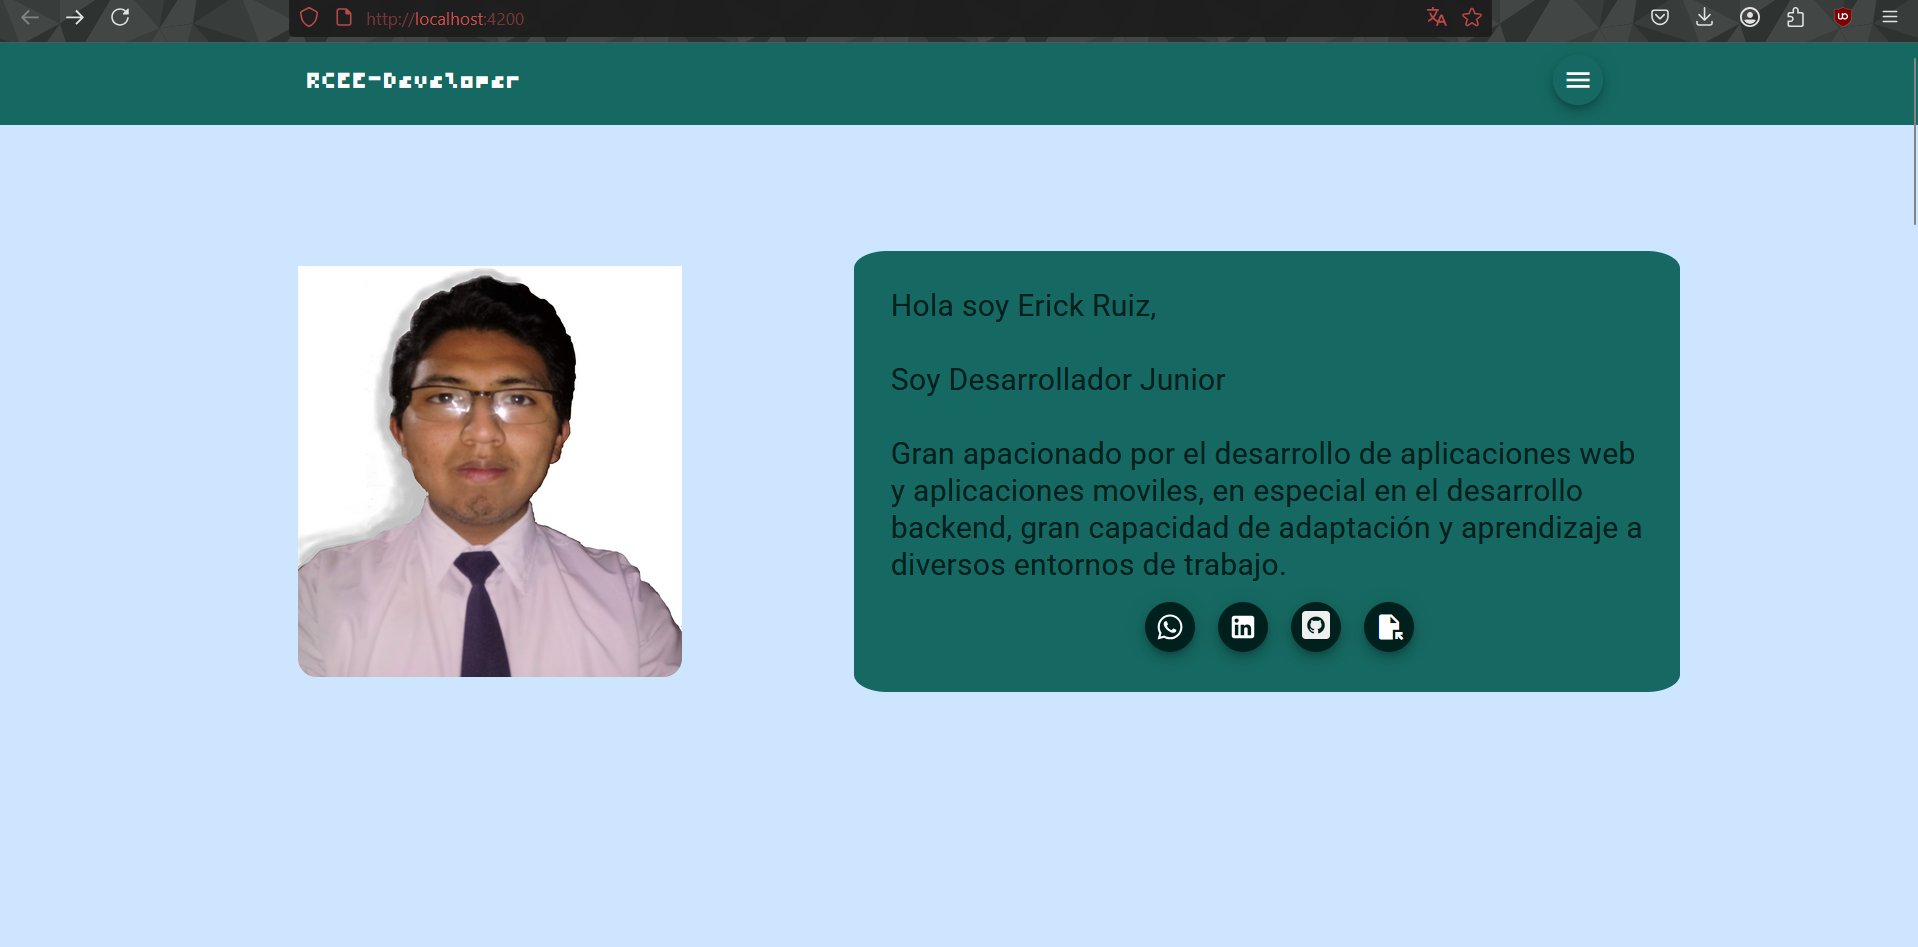 http://localhost:4200
RCEE-Developer
Hola soy Erick Ruiz,
Soy Desarrollador Junior
Gran apacionado por el desarrollo de aplicaciones web
y aplicaciones moviles, en especial en el desarrollo
backend, gran capacidad de adaptación y aprendizaje a
diversos entornos de trabajo.